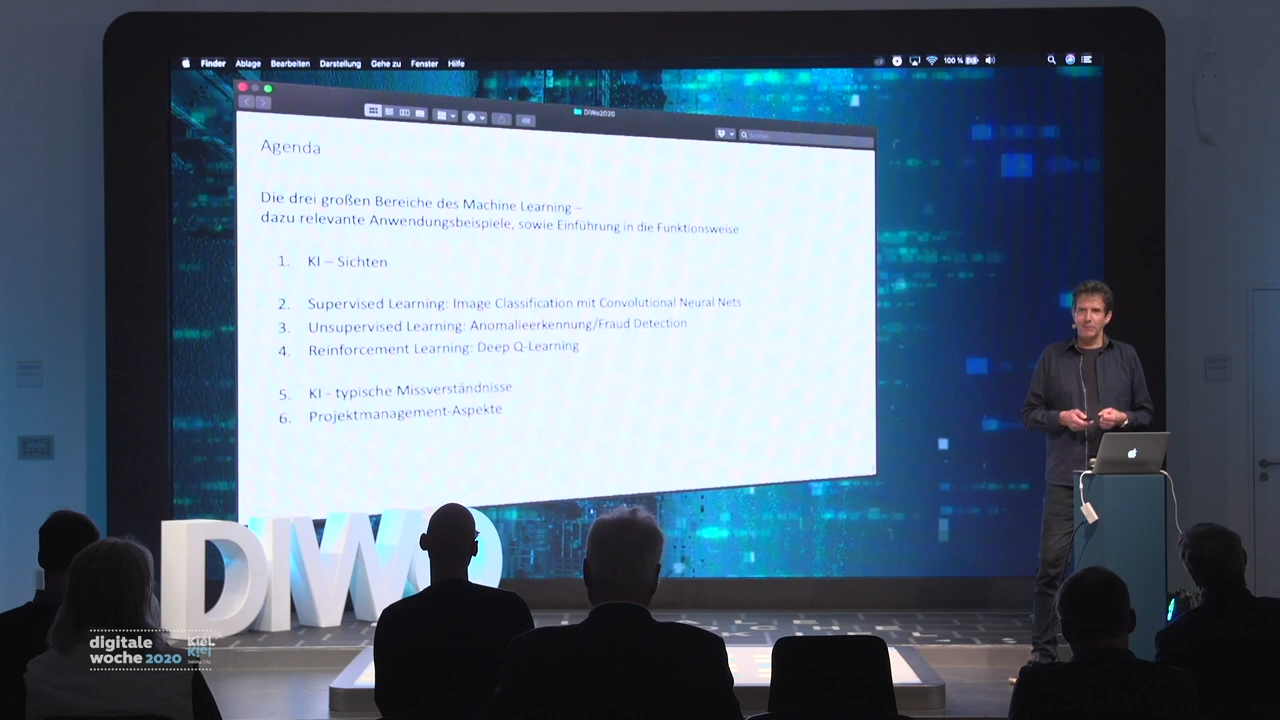 Finder Ablage Bearbeiten Darstellung Gehe zu Fenster Hilfe 100 %
DiWo2020
Suchen
Agenda
Die drei großen Bereiche des Machine Learning –
dazu relevante Anwendungsbeispiele, sowie Einführung in die Funktionsweise
1. KI – Sichten
2. Supervised Learning: Image Classification mit Convolutional Neural Nets
3. Unsupervised Learning: Anomalieerkennung/Fraud Detection
4. Reinforcement Learning: Deep Q-Learning
5. KI - typische Missverständnisse
6. Projektmanagement-Aspekte
DIWO
digitale
woche 2020
Kiel
Sailing City